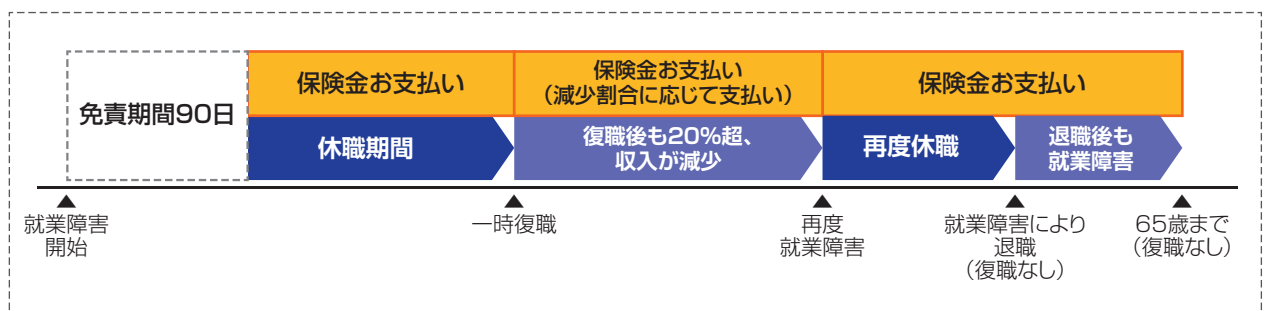 免責期間90日
保険金お支払い
保険金お支払い
（減少割合に応じて支払い）
保険金お支払い
休職期間
復職後も20％超、
収入が減少
再度休職
退職後も
就業障害
就業障害
開始
一時復職
再度
就業障害
就業障害により
退職
（復職なし）
65歳まで
（復職なし）